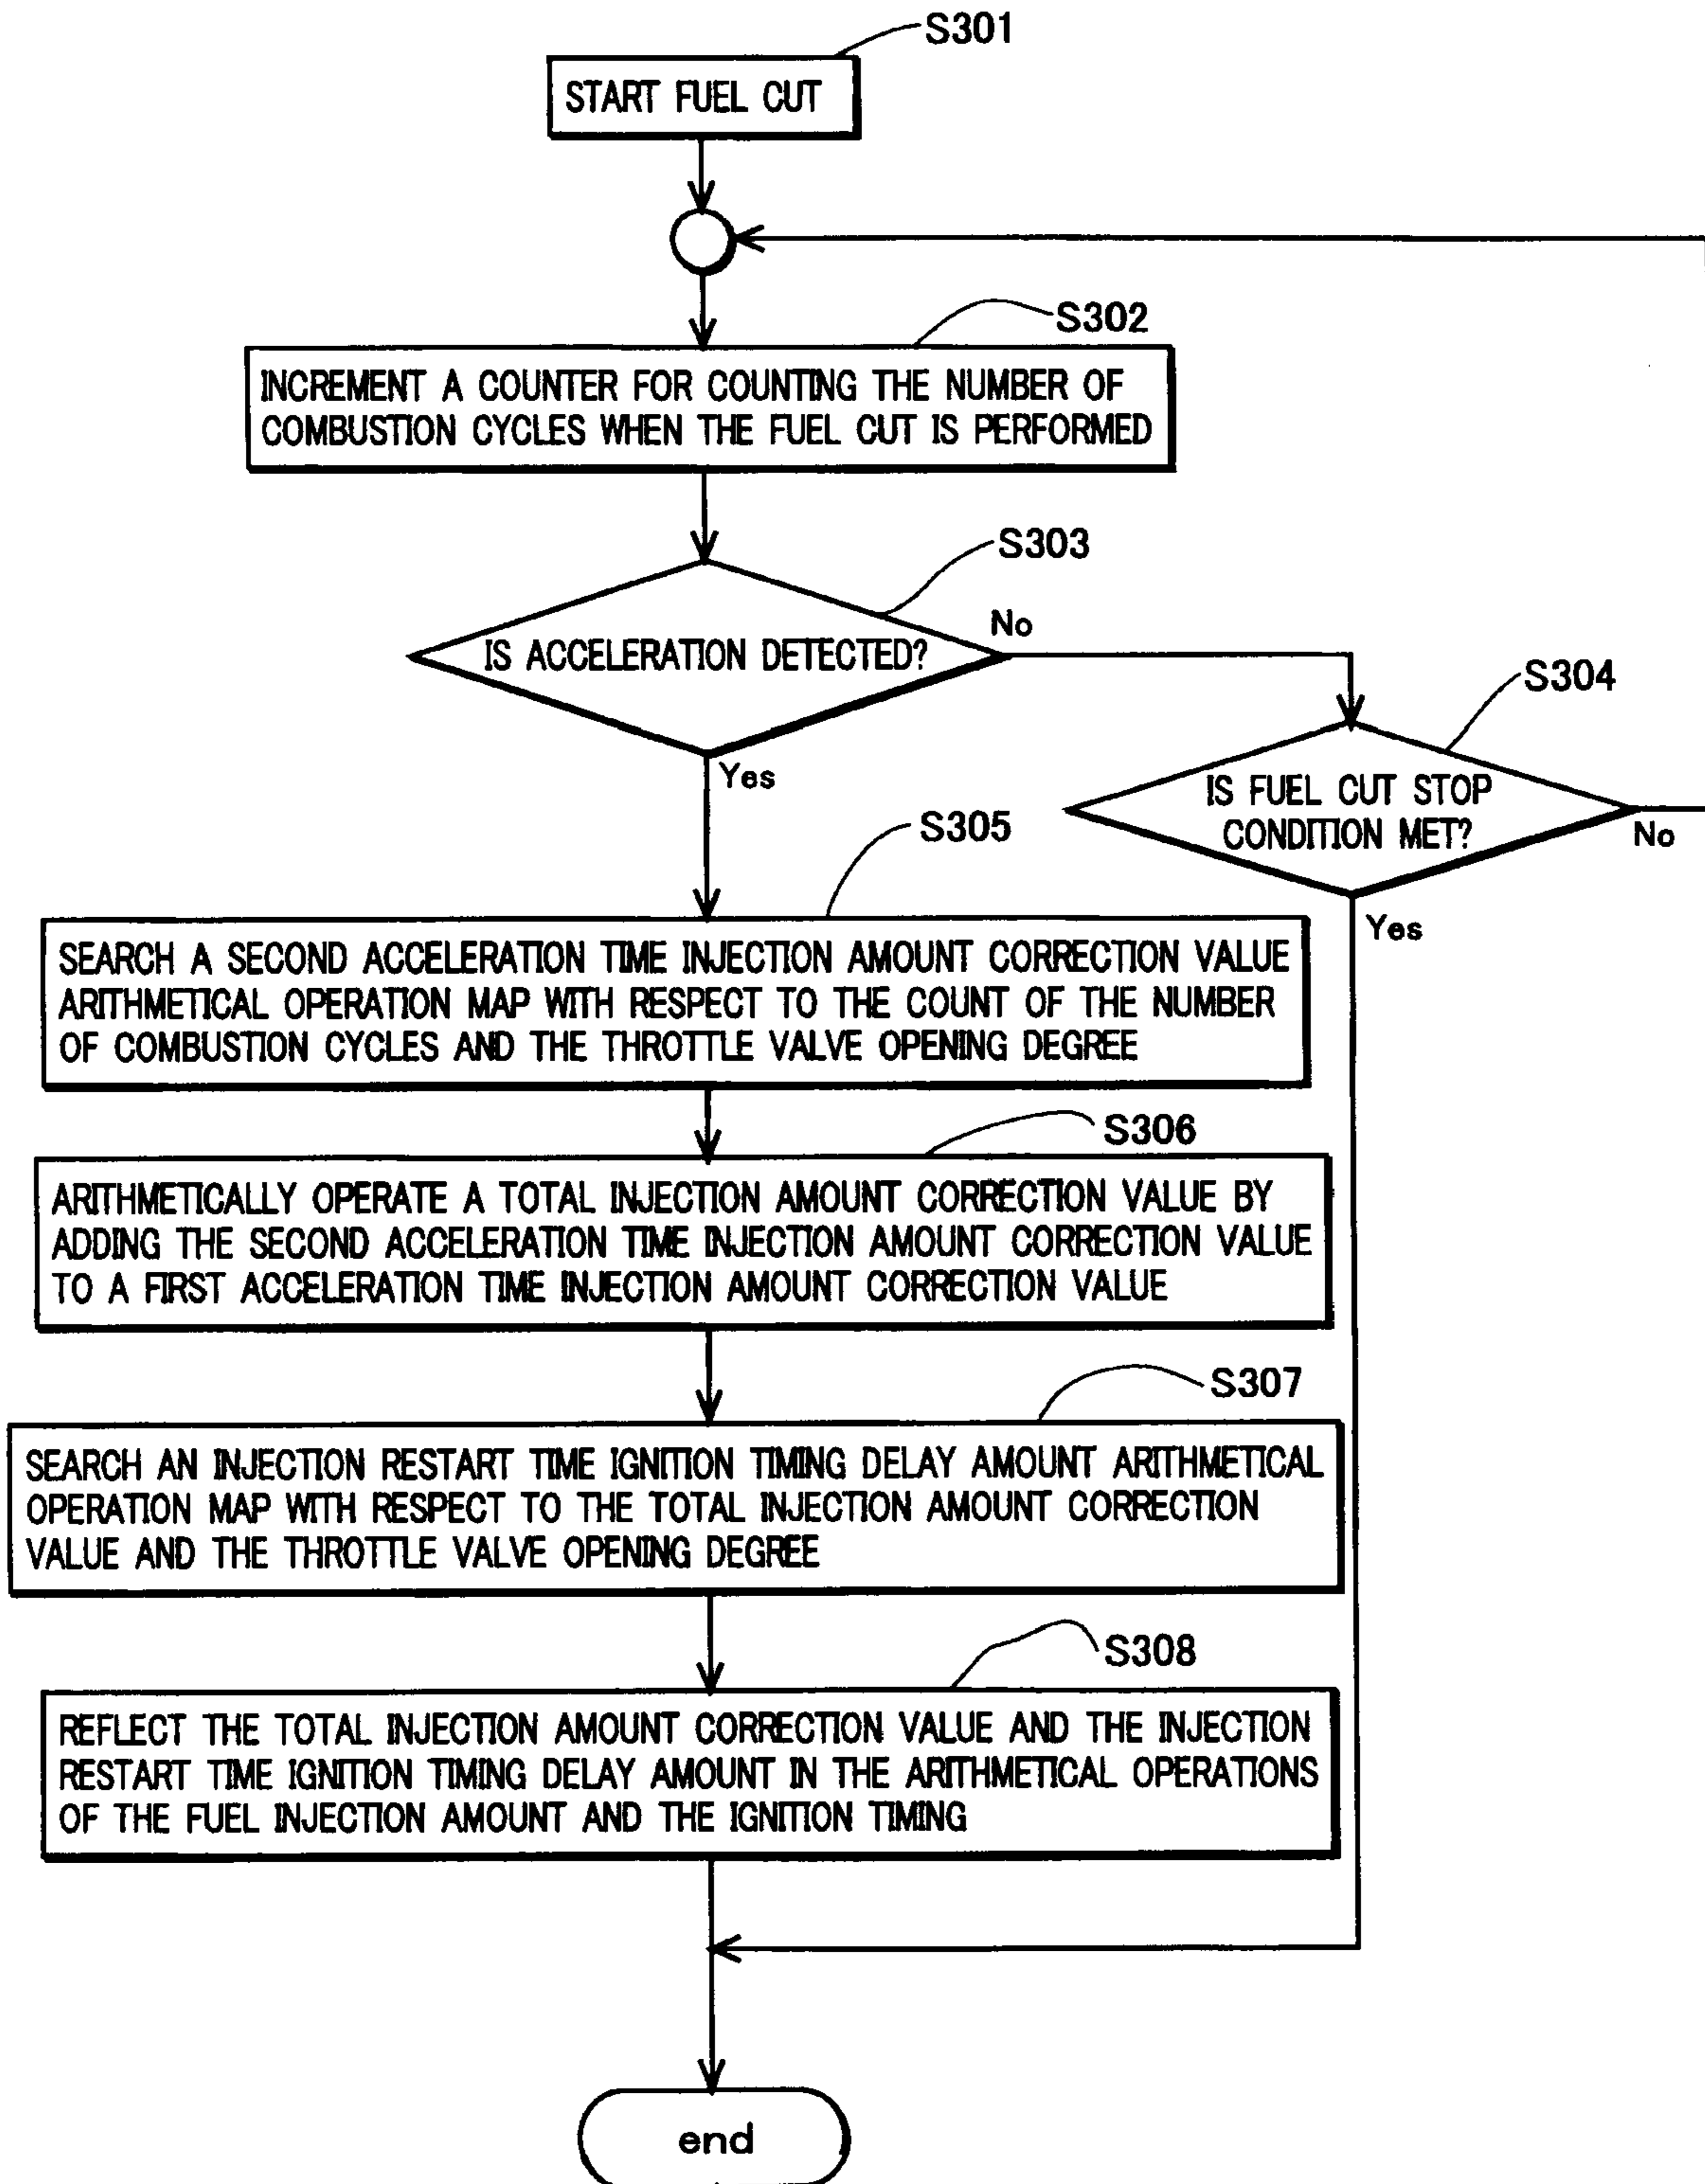 S301
START FUEL CUT
S302
INCREMENT A COUNTER FOR COUNTING THE NUMBER OF
COMBUSTION CYCLES WHEN THE FUEL CUT IS PERFORMED
S303
IS ACCELERATION DETECTED?
No
Yes
S304
IS FUEL CUT STOP
CONDITION MET?
No
Yes
S305
SEARCH A SECOND ACCELERATION TIME INJECTION AMOUNT CORRECTION VALUE
ARITHMETICAL OPERATION MAP WITH RESPECT TO THE COUNT OF THE NUMBER
OF COMBUSTION CYCLES AND THE THROTTLE VALVE OPENING DEGREE
S306
ARITHMETICALLY OPERATE A TOTAL INJECTION AMOUNT CORRECTION VALUE BY
ADDING THE SECOND ACCELERATION TIME INJECTION AMOUNT CORRECTION VALUE
TO A FIRST ACCELERATION TIME INJECTION AMOUNT CORRECTION VALUE
S307
SEARCH AN INJECTION RESTART TIME IGNITION TIMING DELAY AMOUNT ARITHMETICAL
OPERATION MAP WITH RESPECT TO THE TOTAL INJECTION AMOUNT CORRECTION
VALUE AND THE THROTTLE VALVE OPENING DEGREE
S308
REFLECT THE TOTAL INJECTION AMOUNT CORRECTION VALUE AND THE INJECTION
RESTART TIME IGNITION TIMING DELAY AMOUNT IN THE ARITHMETICAL OPERATIONS
OF THE FUEL INJECTION AMOUNT AND THE IGNITION TIMING
end